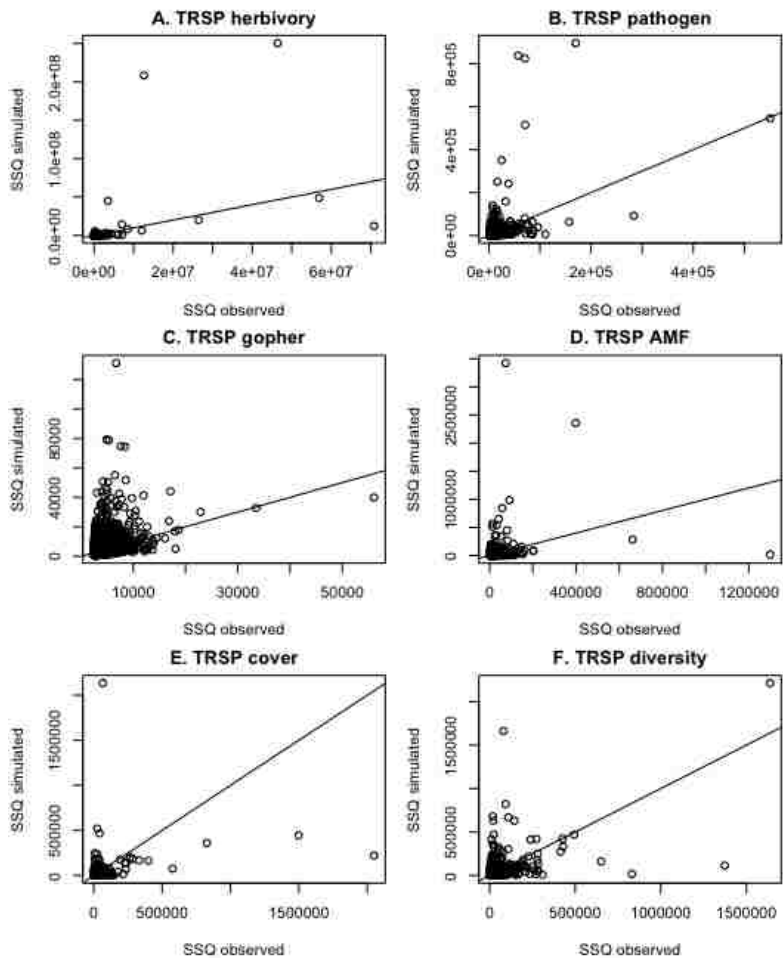 A. TRSP herbivory
SSQ simulated
0.0e+00
1.0e+08
2.0e+08
0e+00
2e+07
4e+07
6e+07
SSQ observed
B. TRSP pathogen
SSQ simulated
0e+00
4e+05
8e+05
0e+00
2e+05
4e+05
SSQ observed
C. TRSP gopher
SSQ simulated
0
40000
80000
10000
30000
50000
SSQ observed
D. TRSP AMF
SSQ simulated
0
1000000
2500000
0
400000
800000
1200000
SSQ observed
E. TRSP cover
SSQ simulated
0
500000
1500000
0
500000
1500000
SSQ observed
F. TRSP diversity
SSQ simulated
0
500000
1500000
0
500000
1000000
1500000
SSQ observed